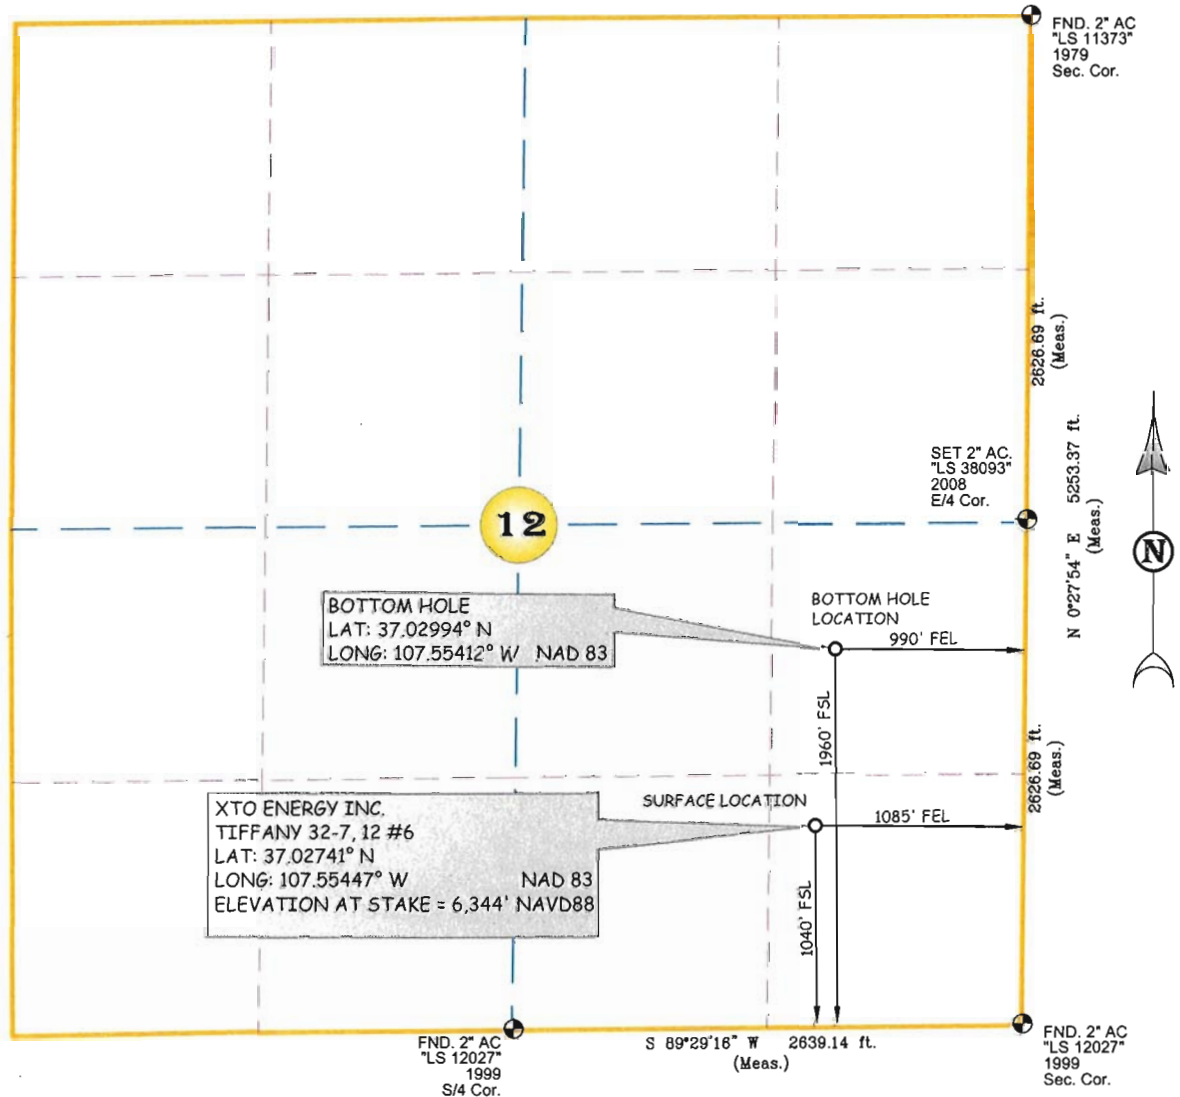 FND. 2" AC
"LS 11373"
1979
Sec. Cor.
2626.69 ft.
(Meas.)
SET 2" AC.
"LS 38093"
2008
E/4 Cor.
N 0°27'54" E 5253.37 ft.
(Meas.)
N
12
BOTTOM HOLE
LAT: 37.02994° N
LONG: 107.55412° W NAD 83
BOTTOM HOLE
LOCATION
990' FEL
1960' FSL
2626.69 ft.
(Meas.)
XTO ENERGY INC.
TIFFANY 32-7, 12 #6
LAT: 37.02741° N
LONG: 107.55447° W NAD 83
ELEVATION AT STAKE = 6,344' NAVD88
SURFACE LOCATION
1085' FEL
1040' FSL
FND. 2" AC
"LS 12027"
1999
S/4 Cor.
S 89°29'16" W 2639.14 ft.
(Meas.)
FND. 2" AC
"LS 12027"
1999
Sec. Cor.